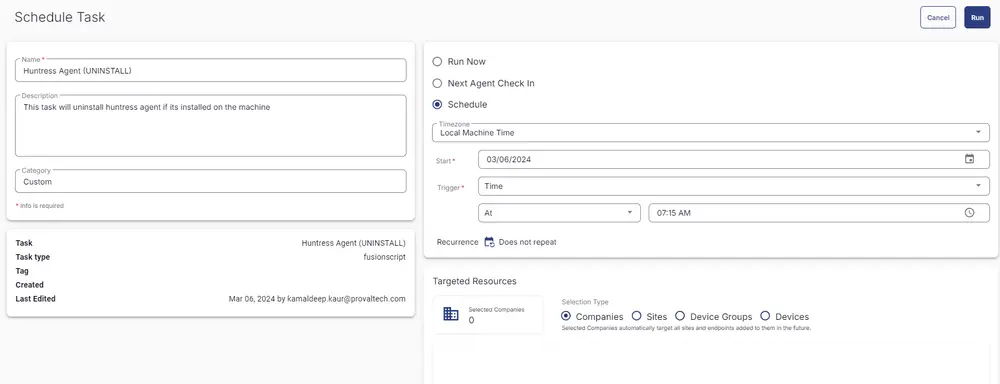 Schedule Task
Cancel
Run
Name *
Huntress Agent (UNINSTALL)
Description
This task will uninstall huntress agent if its installed on the machine
Category
Custom
* Info is required
Task Huntress Agent (UNINSTALL)
Task type fusionscript
Tag
Created
Last Edited Mar 06, 2024 by kamaldeep.kaur@provaltech.com
Run Now
Next Agent Check In
Schedule
Timezone
Local Machine Time
Start * 03/06/2024
Trigger * Time
At 07:15 AM
Recurrence Does not repeat
Targeted Resources
Selected Companies
0
Selection Type
Companies Sites Device Groups Devices
Selected Companies automatically target all sites and endpoints added to them in the future.